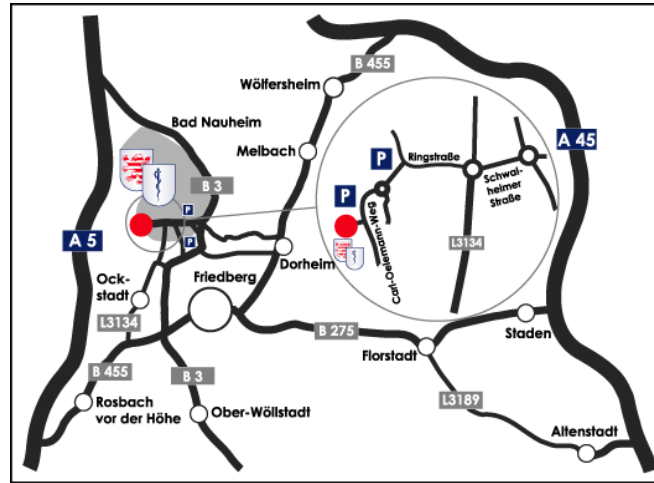 B 455
Wölfersheim
Bad Nauheim
A 45
P
Ringstraße
Melbach
Schwal-
heimer
Straße
B 3
P
P
A 5
P
Carl-Oelemann-Weg
L3134
Dorheim
Ock-
stadt
Friedberg
L3134
B 275
Staden
Florstadt
B 455
B 3
Rosbach
vor der Höhe
Ober-Wöllstadt
L3189
Altenstadt